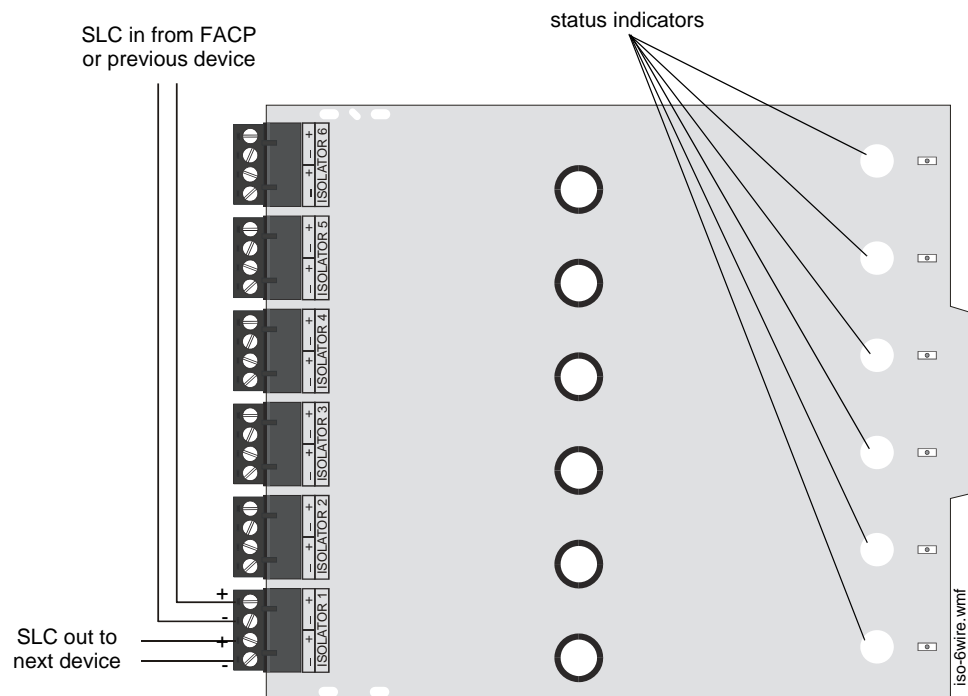 status indicators
SLC in from FACP
or previous device
+ − + − ISOLATOR 6
+ − + − ISOLATOR 5
+ − + − ISOLATOR 4
+ − + − ISOLATOR 3
+ − + − ISOLATOR 2
+ − + − ISOLATOR 1
+
-
+
-
SLC out to
next device
iso-6wire.wmf